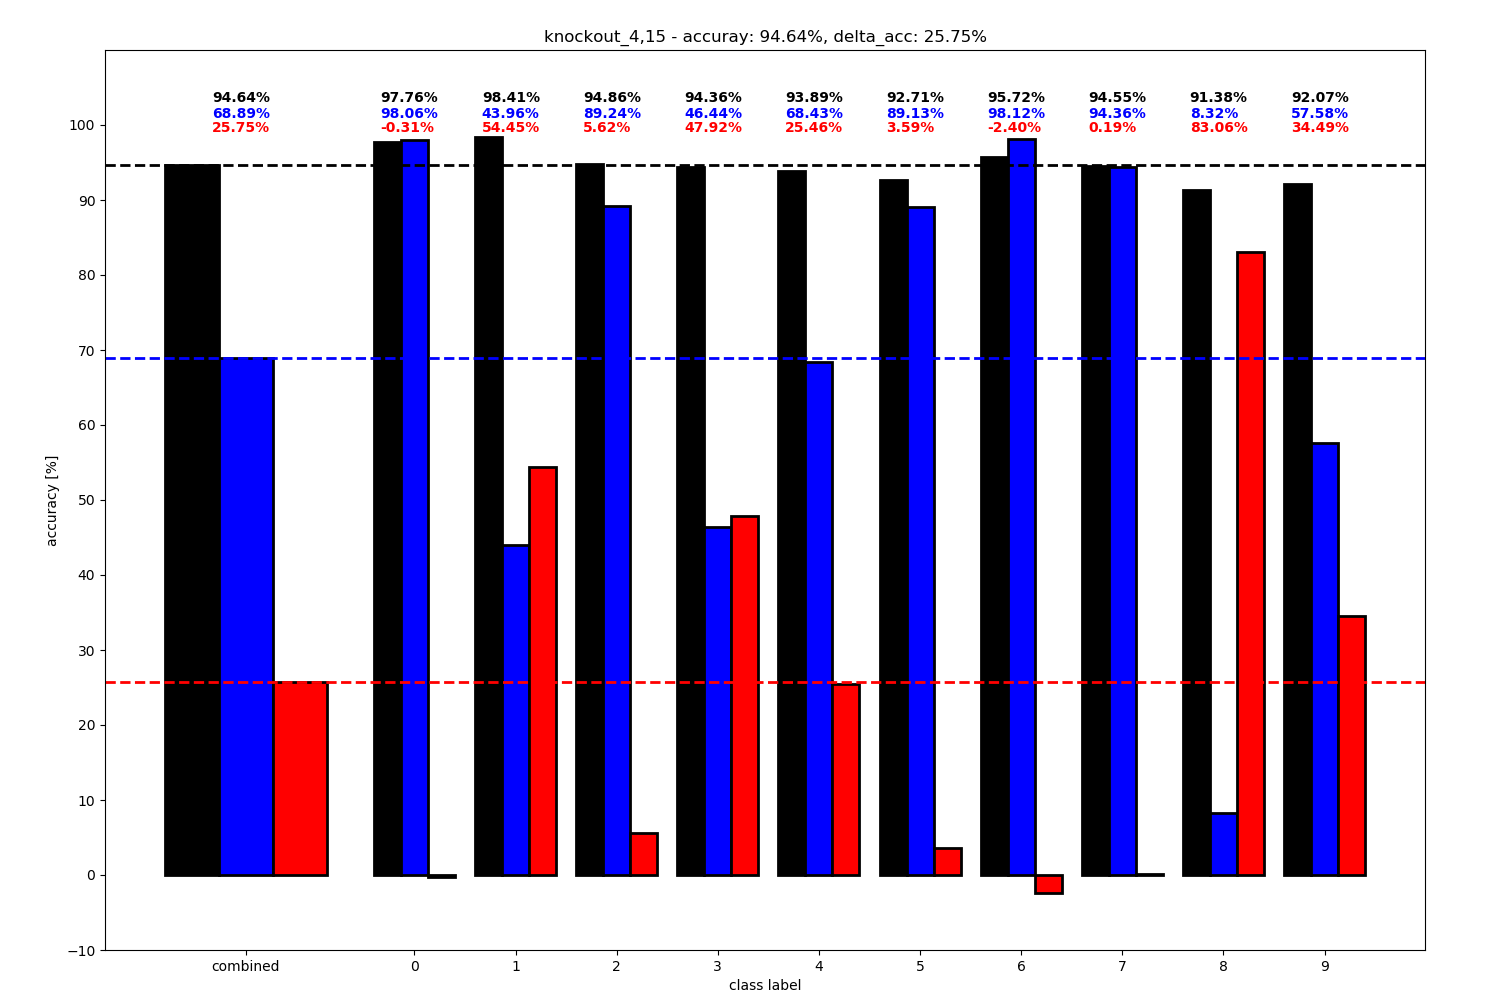 knockout_4,15 - accuray: 94.64%, delta_acc: 25.75%
94.64% 97.76% 98.41% 94.86% 94.36% 93.89% 92.71% 95.72% 94.55% 91.38% 92.07%
68.89% 98.06% 43.96% 89.24% 46.44% 68.43% 89.13% 98.12% 94.36% 8.32% 57.58%
25.75% -0.31% 54.45% 5.62% 47.92% 25.46% 3.59% -2.40% 0.19% 83.06% 34.49%
100
90
80
70
60
50
40
30
20
10
0
−10
accuracy [%]
combined 0 1 2 3 4 5 6 7 8 9
class label